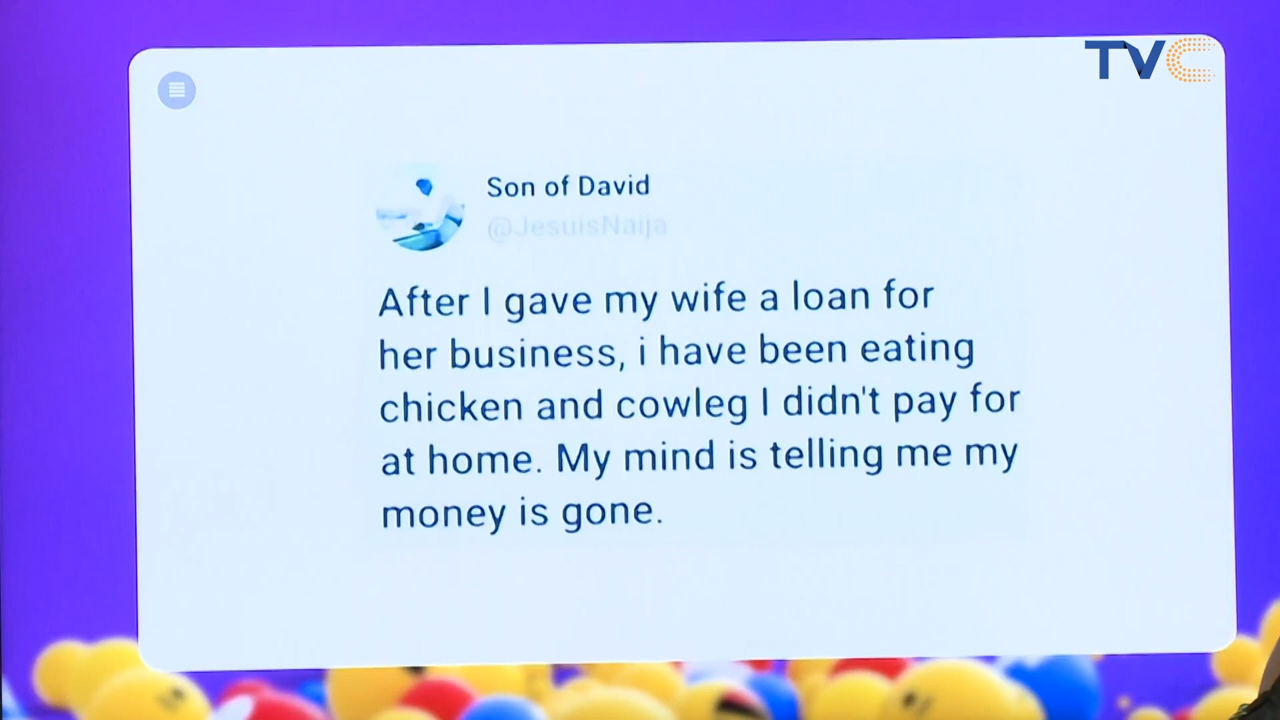 TVC
Son of David
@JesuisNaija
After I gave my wife a loan for
her business, i have been eating
chicken and cowleg I didn't pay for
at home. My mind is telling me my
money is gone.